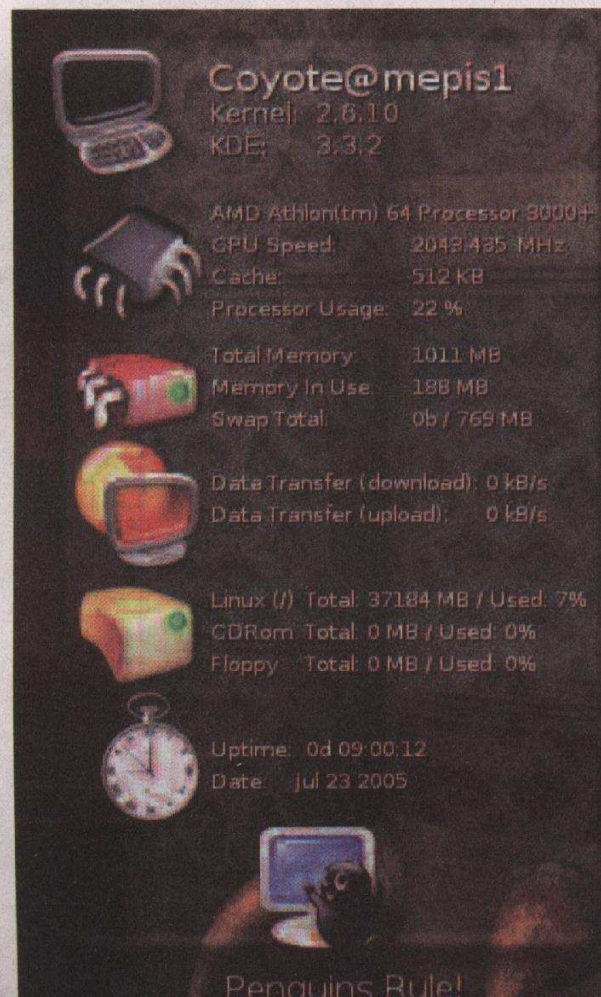 Coyote@mepis1
Kernel: 2.6.10
KDE: 3.3.2
AMD Athlon(tm) 64 Processor 3000+
CPU Speed: 2043.435 MHz
Cache: 512 KB
Processor Usage: 22 %
Total Memory: 1011 MB
Memory In Use: 188 MB
Swap Total: 0b / 769 MB
Data Transfer (download): 0 kB/s
Data Transfer (upload): 0 kB/s
Linux (/) Total: 37184 MB / Used: 7%
CDRom Total: 0 MB / Used: 0%
Floppy Total: 0 MB / Used: 0%
Uptime: 0d 09:00:12
Date: jul 23 2005
Penguins Rule!